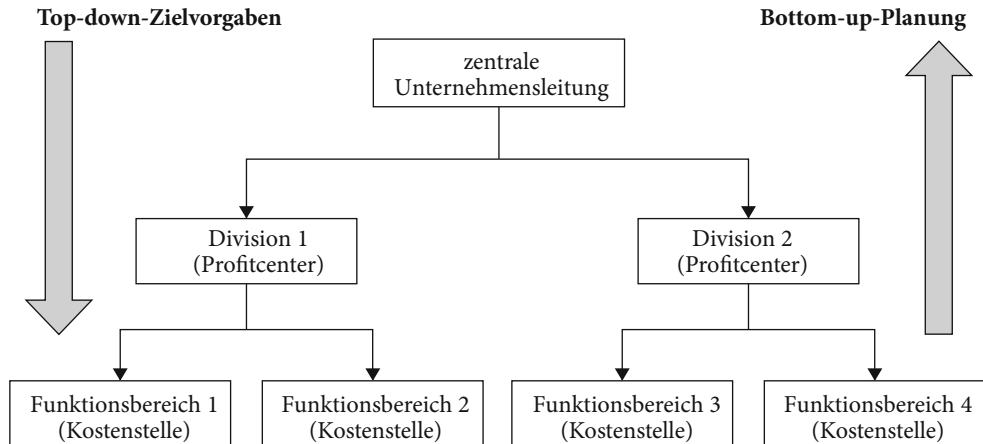 Top-down-Zielvorgaben
Bottom-up-Planung
zentrale
Unternehmensleitung
Division 1
(Profitcenter)
Division 2
(Profitcenter)
Funktionsbereich 1
(Kostenstelle)
Funktionsbereich 2
(Kostenstelle)
Funktionsbereich 3
(Kostenstelle)
Funktionsbereich 4
(Kostenstelle)